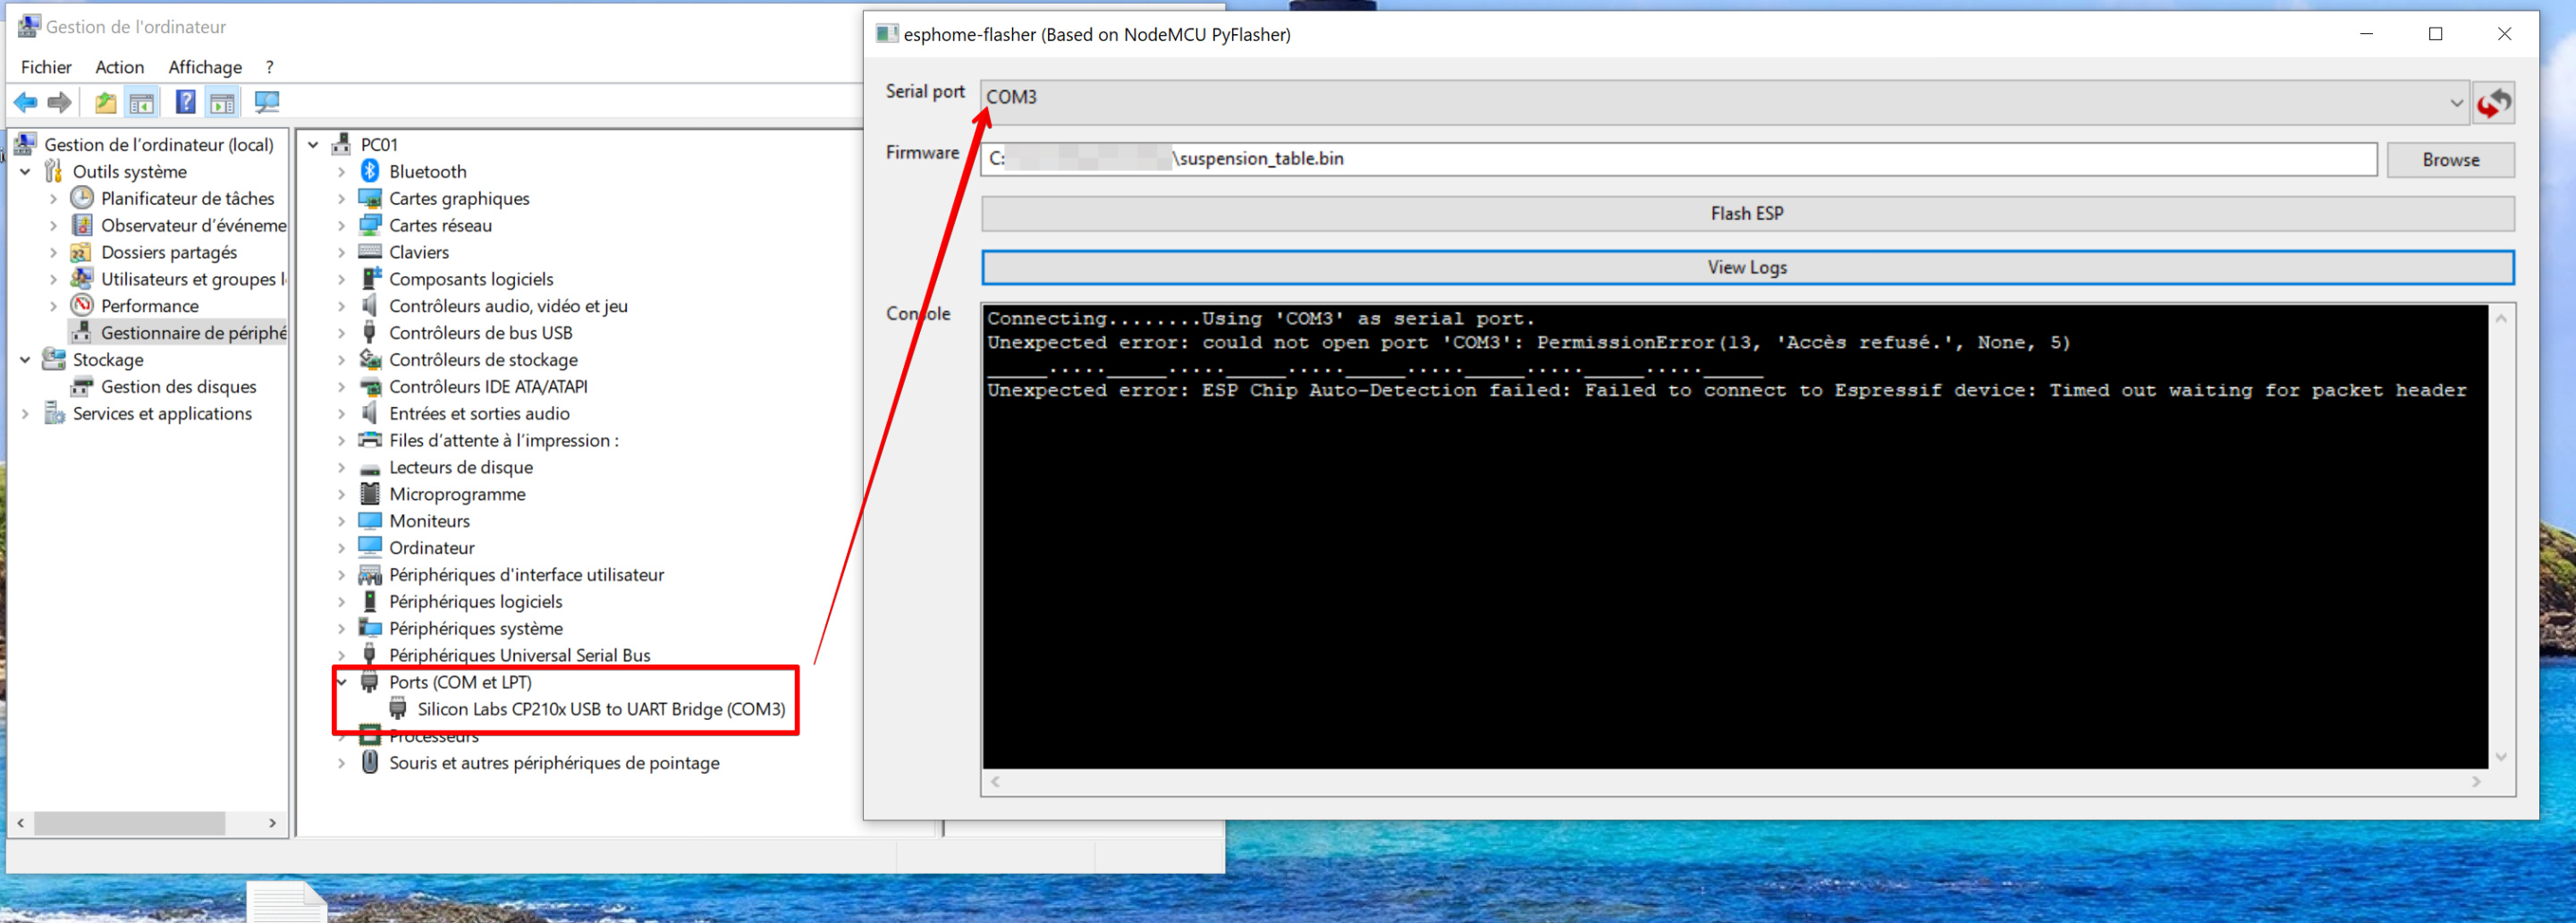 Gestion de l'ordinateur
Fichier Action Affichage ?
Gestion de l'ordinateur (local)
Outils système
Planificateur de tâches
Observateur d'événeme
Dossiers partagés
Utilisateurs et groupes l
Performance
Gestionnaire de périphé
Stockage
Gestion des disques
Services et applications
PC01
Bluetooth
Cartes graphiques
Cartes réseau
Claviers
Composants logiciels
Contrôleurs audio, vidéo et jeu
Contrôleurs de bus USB
Contrôleurs de stockage
Contrôleurs IDE ATA/ATAPI
Entrées et sorties audio
Files d'attente à l'impression :
Lecteurs de disque
Microprogramme
Moniteurs
Ordinateur
Périphériques d'interface utilisateur
Périphériques logiciels
Périphériques système
Périphériques Universal Serial Bus
Ports (COM et LPT)
Silicon Labs CP210x USB to UART Bridge (COM3)
Processeurs
Souris et autres périphériques de pointage
esphome-flasher (Based on NodeMCU PyFlasher)
Serial port COM3
Firmware C: \suspension_table.bin Browse
Flash ESP
View Logs
Console
Connecting........Using 'COM3' as serial port.
Unexpected error: could not open port 'COM3': PermissionError(13, 'Accès refusé.', None, 5)
_____....._____....._____....._____....._____....._____....._____
Unexpected error: ESP Chip Auto-Detection failed: Failed to connect to Espressif device: Timed out waiting for packet header